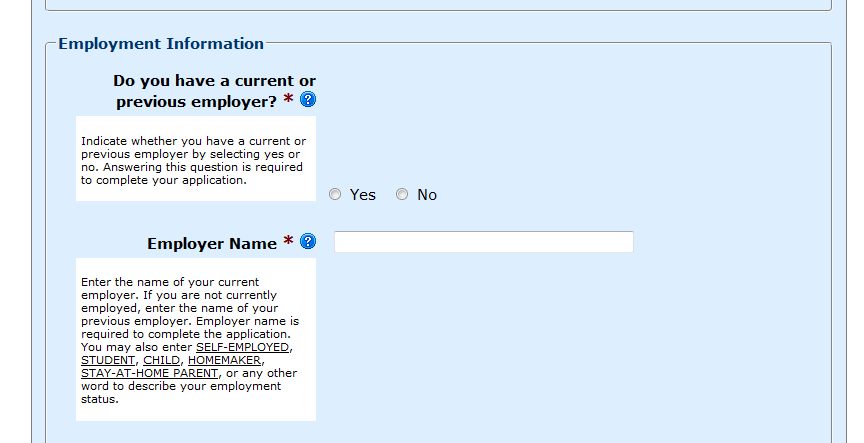 Employment Information
Do you have a current or
previous employer? * ?
Indicate whether you have a current or
previous employer by selecting yes or
no. Answering this question is required
to complete your application.
Yes No
Employer Name * ?
Enter the name of your current
employer. If you are not currently
employed, enter the name of your
previous employer. Employer name is
required to complete the application.
You may also enter SELF-EMPLOYED,
STUDENT, CHILD, HOMEMAKER,
STAY-AT-HOME PARENT, or any other
word to describe your employment
status.